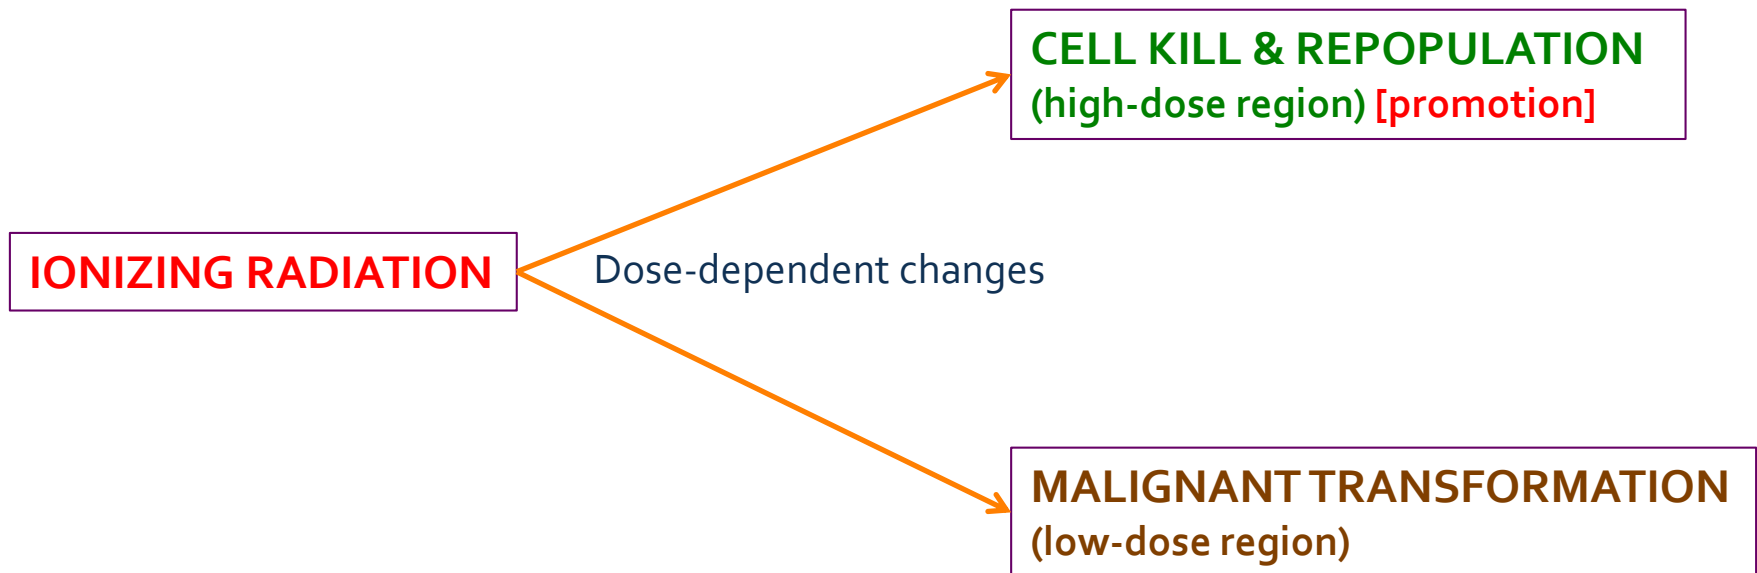 CELL KILL & REPOPULATION
(high-dose region) [promotion]
IONIZING RADIATION
Dose-dependent changes
MALIGNANT TRANSFORMATION
(low-dose region)